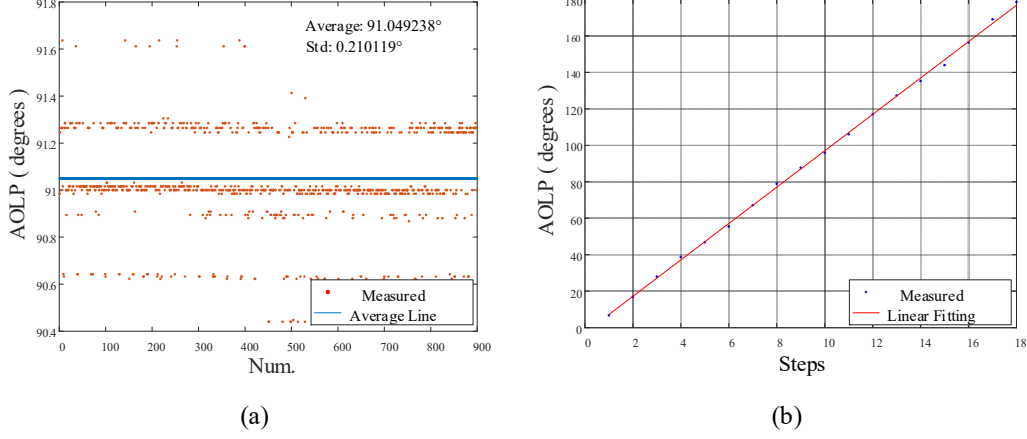 91.8
91.6
91.4
91.2
91
90.8
90.6
90.4
AOLP ( degrees )
Average: 91.049238°
Std: 0.210119°
Measured
Average Line
0 100 200 300 400 500 600 700 800 900
Num.
(a)
180
160
140
120
100
80
60
40
20
0
AOLP ( degrees )
Measured
Linear Fitting
0 2 4 6 8 10 12 14 16 18
Steps
(b)